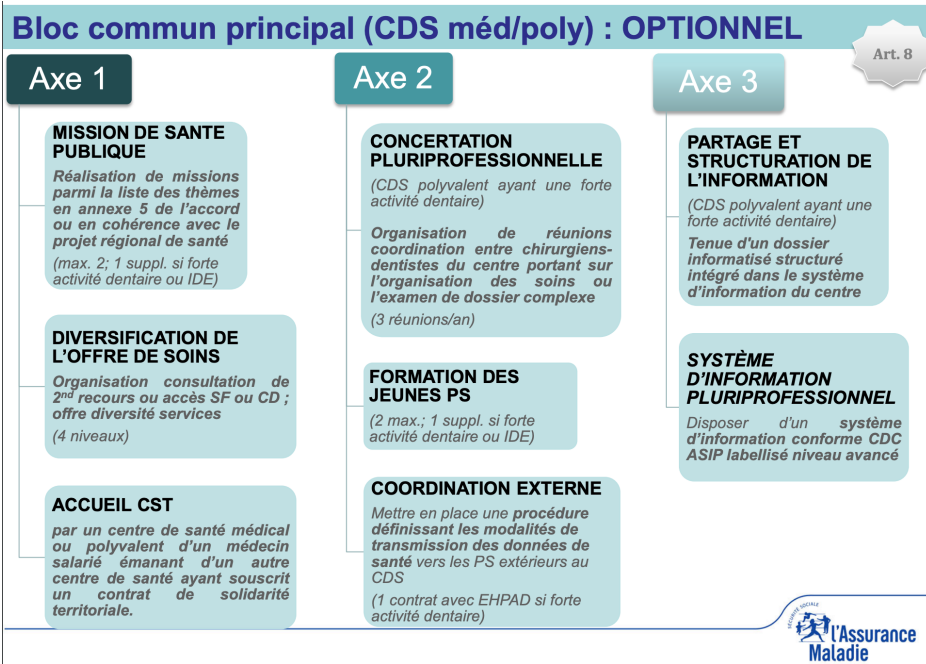 Bloc commun principal (CDS méd/poly) : OPTIONNEL
Art. 8
Axe 1
MISSION DE SANTE
PUBLIQUE
Réalisation de missions
parmi la liste des thèmes
en annexe 5 de l'accord
ou en cohérence avec le
projet régional de santé
(max. 2; 1 suppl. si forte
activité dentaire ou IDE)
DIVERSIFICATION DE
L'OFFRE DE SOINS
Organisation consultation de
2nd recours ou accès SF ou CD ;
offre diversité services
(4 niveaux)
ACCUEIL CST
par un centre de santé médical
ou polyvalent d'un médecin
salarié émanant d'un autre
centre de santé ayant souscrit
un contrat de solidarité
territoriale.
Axe 2
CONCERTATION
PLURIPROFESSIONNELLE
(CDS polyvalent ayant une forte
activité dentaire)
Organisation de réunions
coordination entre chirurgiens-
dentistes du centre portant sur
l'organisation des soins ou
l'examen de dossier complexe
(3 réunions/an)
FORMATION DES
JEUNES PS
(2 max.; 1 suppl. si forte
activité dentaire ou IDE)
COORDINATION EXTERNE
Mettre en place une procédure
définissant les modalités de
transmission des données de
santé vers les PS extérieurs au
CDS
(1 contrat avec EHPAD si forte
activité dentaire)
Axe 3
PARTAGE ET
STRUCTURATION DE
L'INFORMATION
(CDS polyvalent ayant une
forte activité dentaire)
Tenue d'un dossier
informatisé structuré
intégré dans le système
d'information du centre
SYSTÈME
D'INFORMATION
PLURIPROFESSIONNEL
Disposer d'un système
d'information conforme CDC
ASIP labellisé niveau avancé
SÉCURITÉ SOCIALE
l'Assurance
Maladie